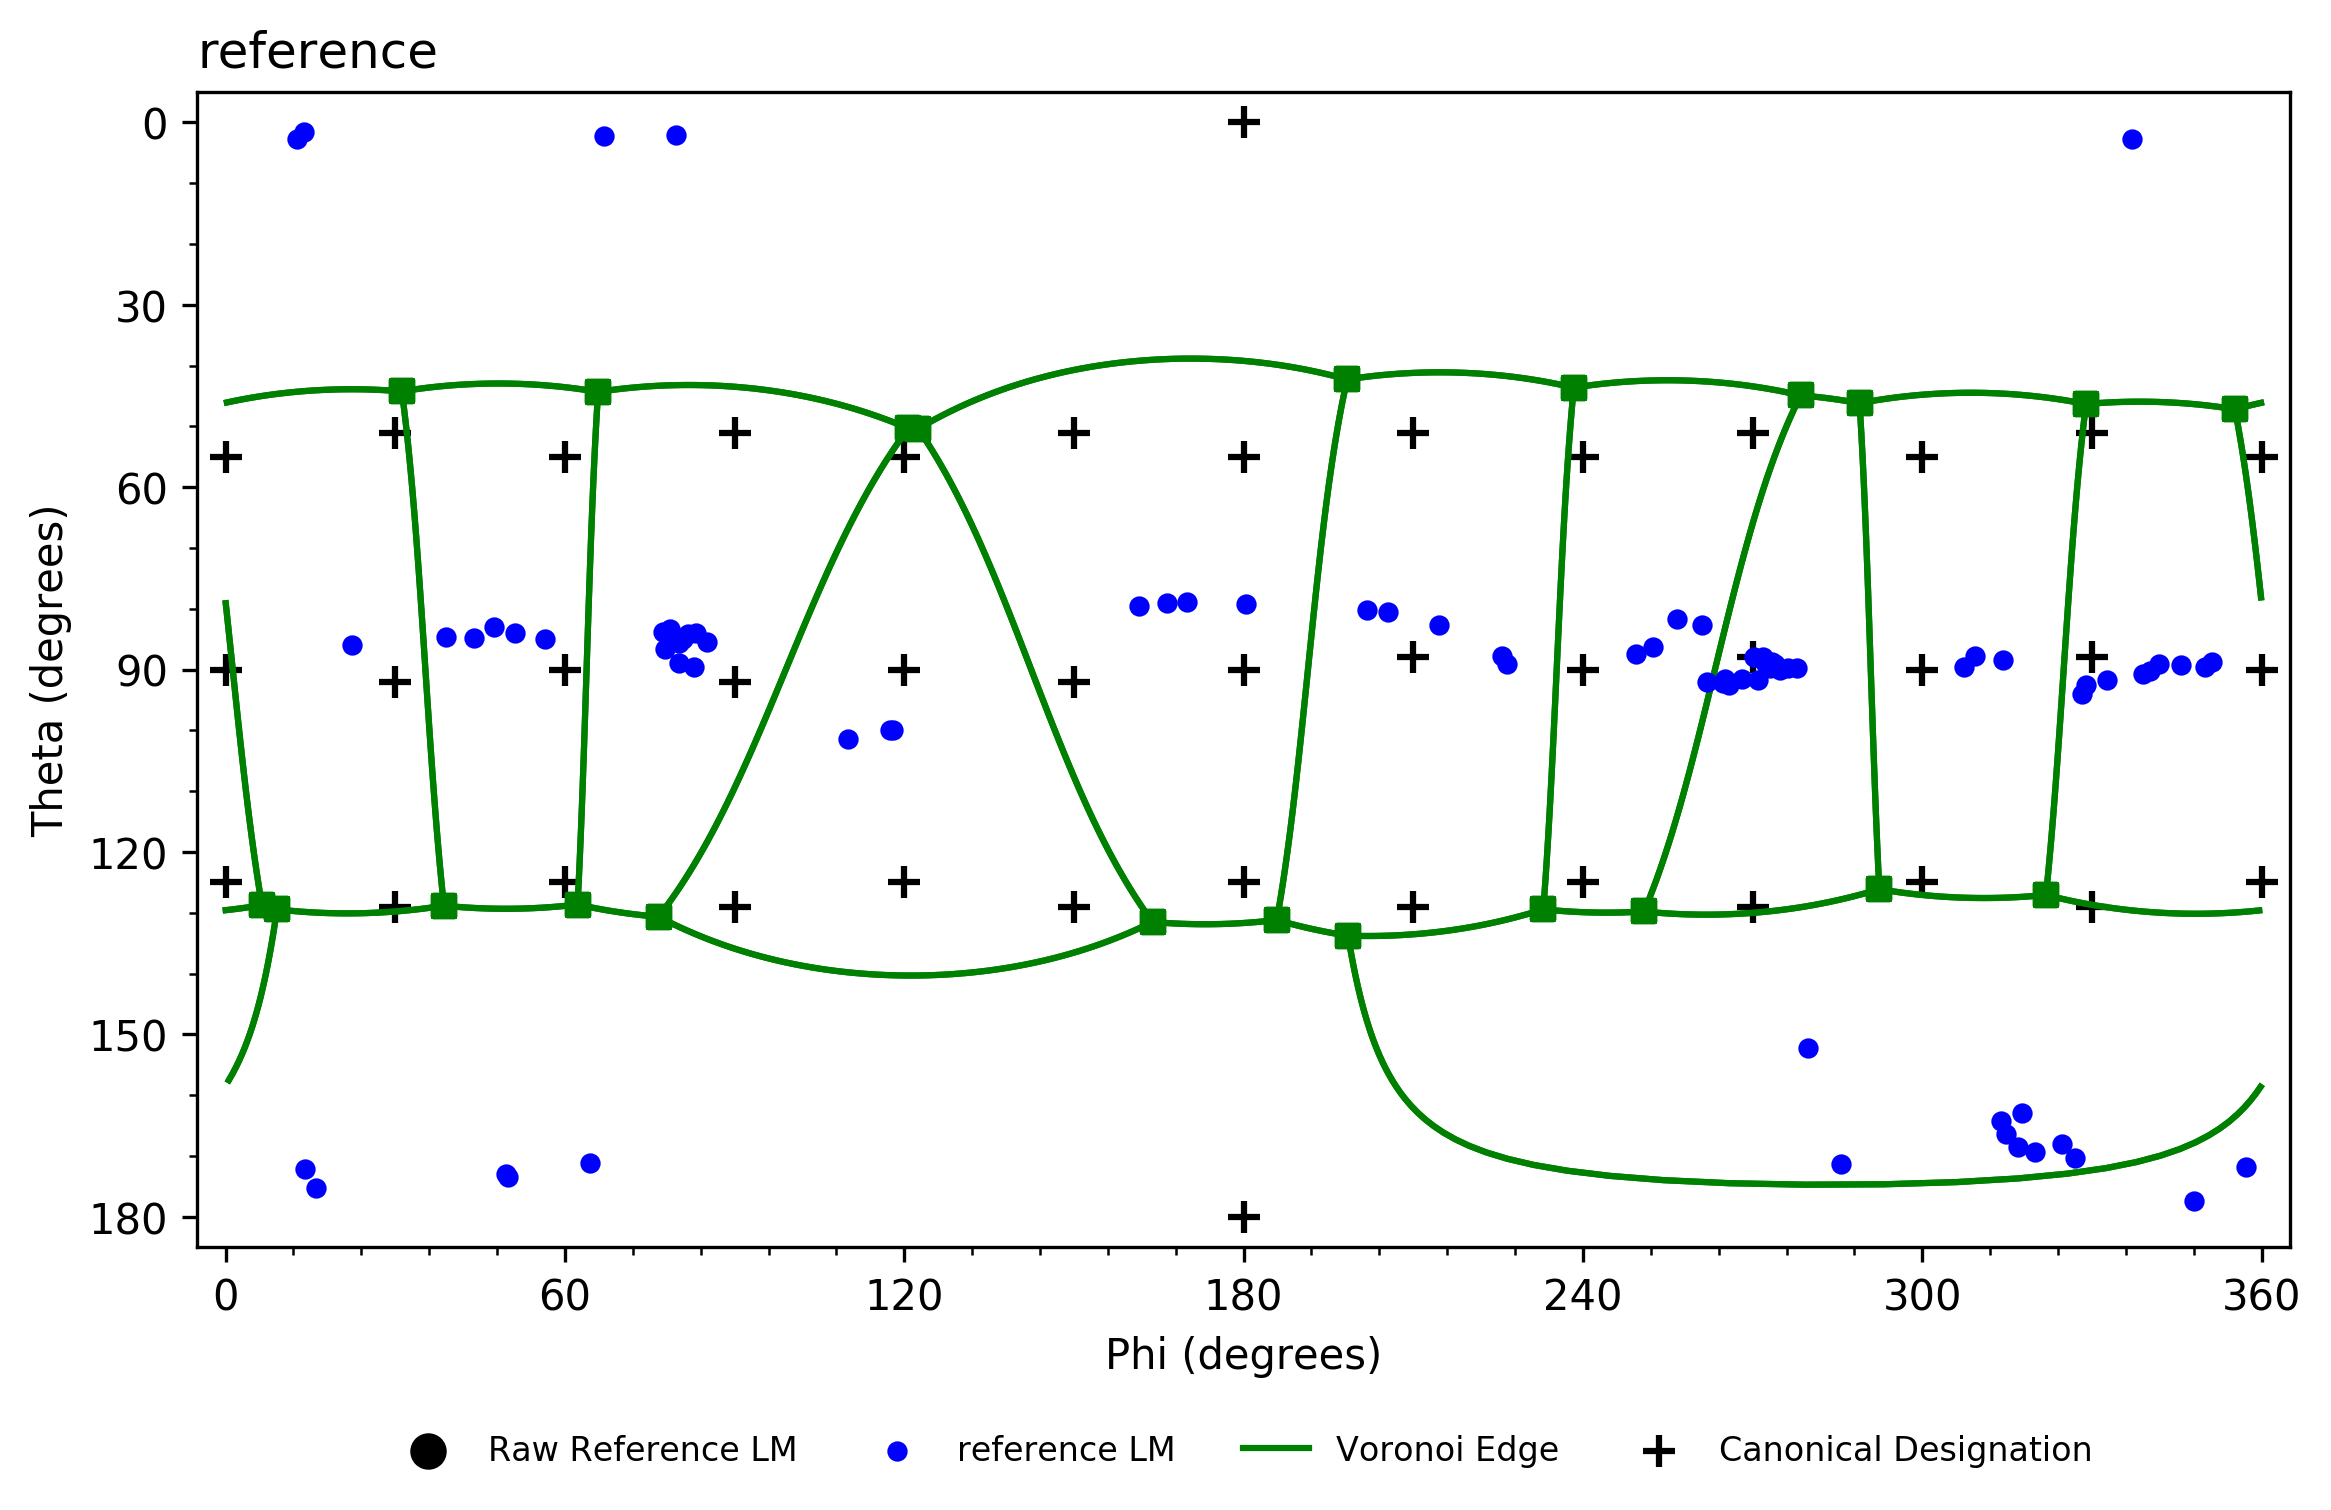 reference
0
30
60
90
120
150
180
Theta (degrees)
0 60 120 180 240 300 360
Phi (degrees)
Raw Reference LM reference LM Voronoi Edge Canonical Designation